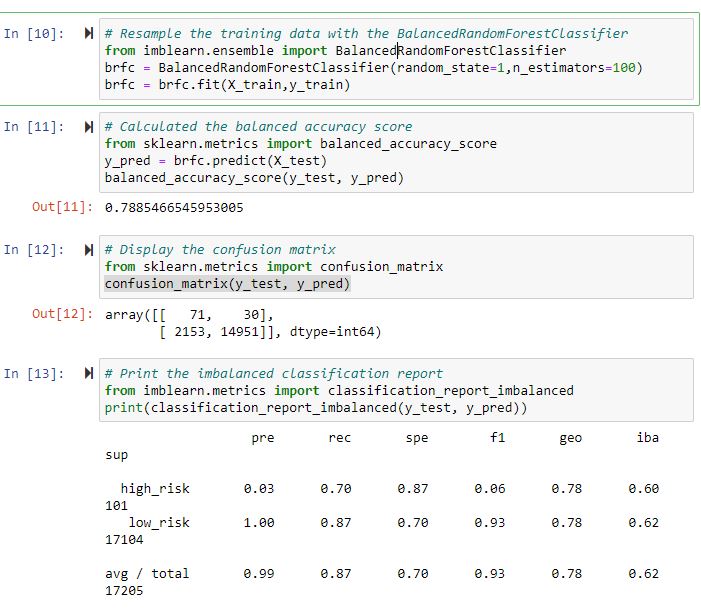 In [10]: # Resample the training data with the BalancedRandomForestClassifier
from imblearn.ensemble import BalancedRandomForestClassifier
brfc = BalancedRandomForestClassifier(random_state=1,n_estimators=100)
brfc = brfc.fit(X_train,y_train)
In [11]: # Calculated the balanced accuracy score
from sklearn.metrics import balanced_accuracy_score
y_pred = brfc.predict(X_test)
balanced_accuracy_score(y_test, y_pred)
Out[11]: 0.7885466545953005
In [12]: # Display the confusion matrix
from sklearn.metrics import confusion_matrix
confusion_matrix(y_test, y_pred)
Out[12]: array([[   71,    30],
       [ 2153, 14951]], dtype=int64)
In [13]: # Print the imbalanced classification report
from imblearn.metrics import classification_report_imbalanced
print(classification_report_imbalanced(y_test, y_pred))
pre rec spe f1 geo iba
sup
high_risk 0.03 0.70 0.87 0.06 0.78 0.60
101
low_risk 1.00 0.87 0.70 0.93 0.78 0.62
17104
avg / total 0.99 0.87 0.70 0.93 0.78 0.62
17205